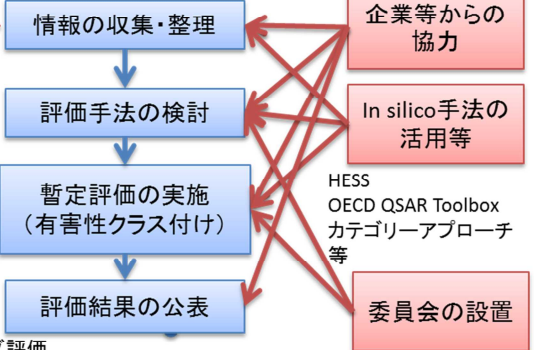 情報の収集・整理
評価手法の検討
暫定評価の実施
（有害性クラス付け）
評価結果の公表
企業等からの
協力
In silico手法の
活用等
HESS
OECD QSAR Toolbox
カテゴリーアプローチ
等
委員会の設置
評価